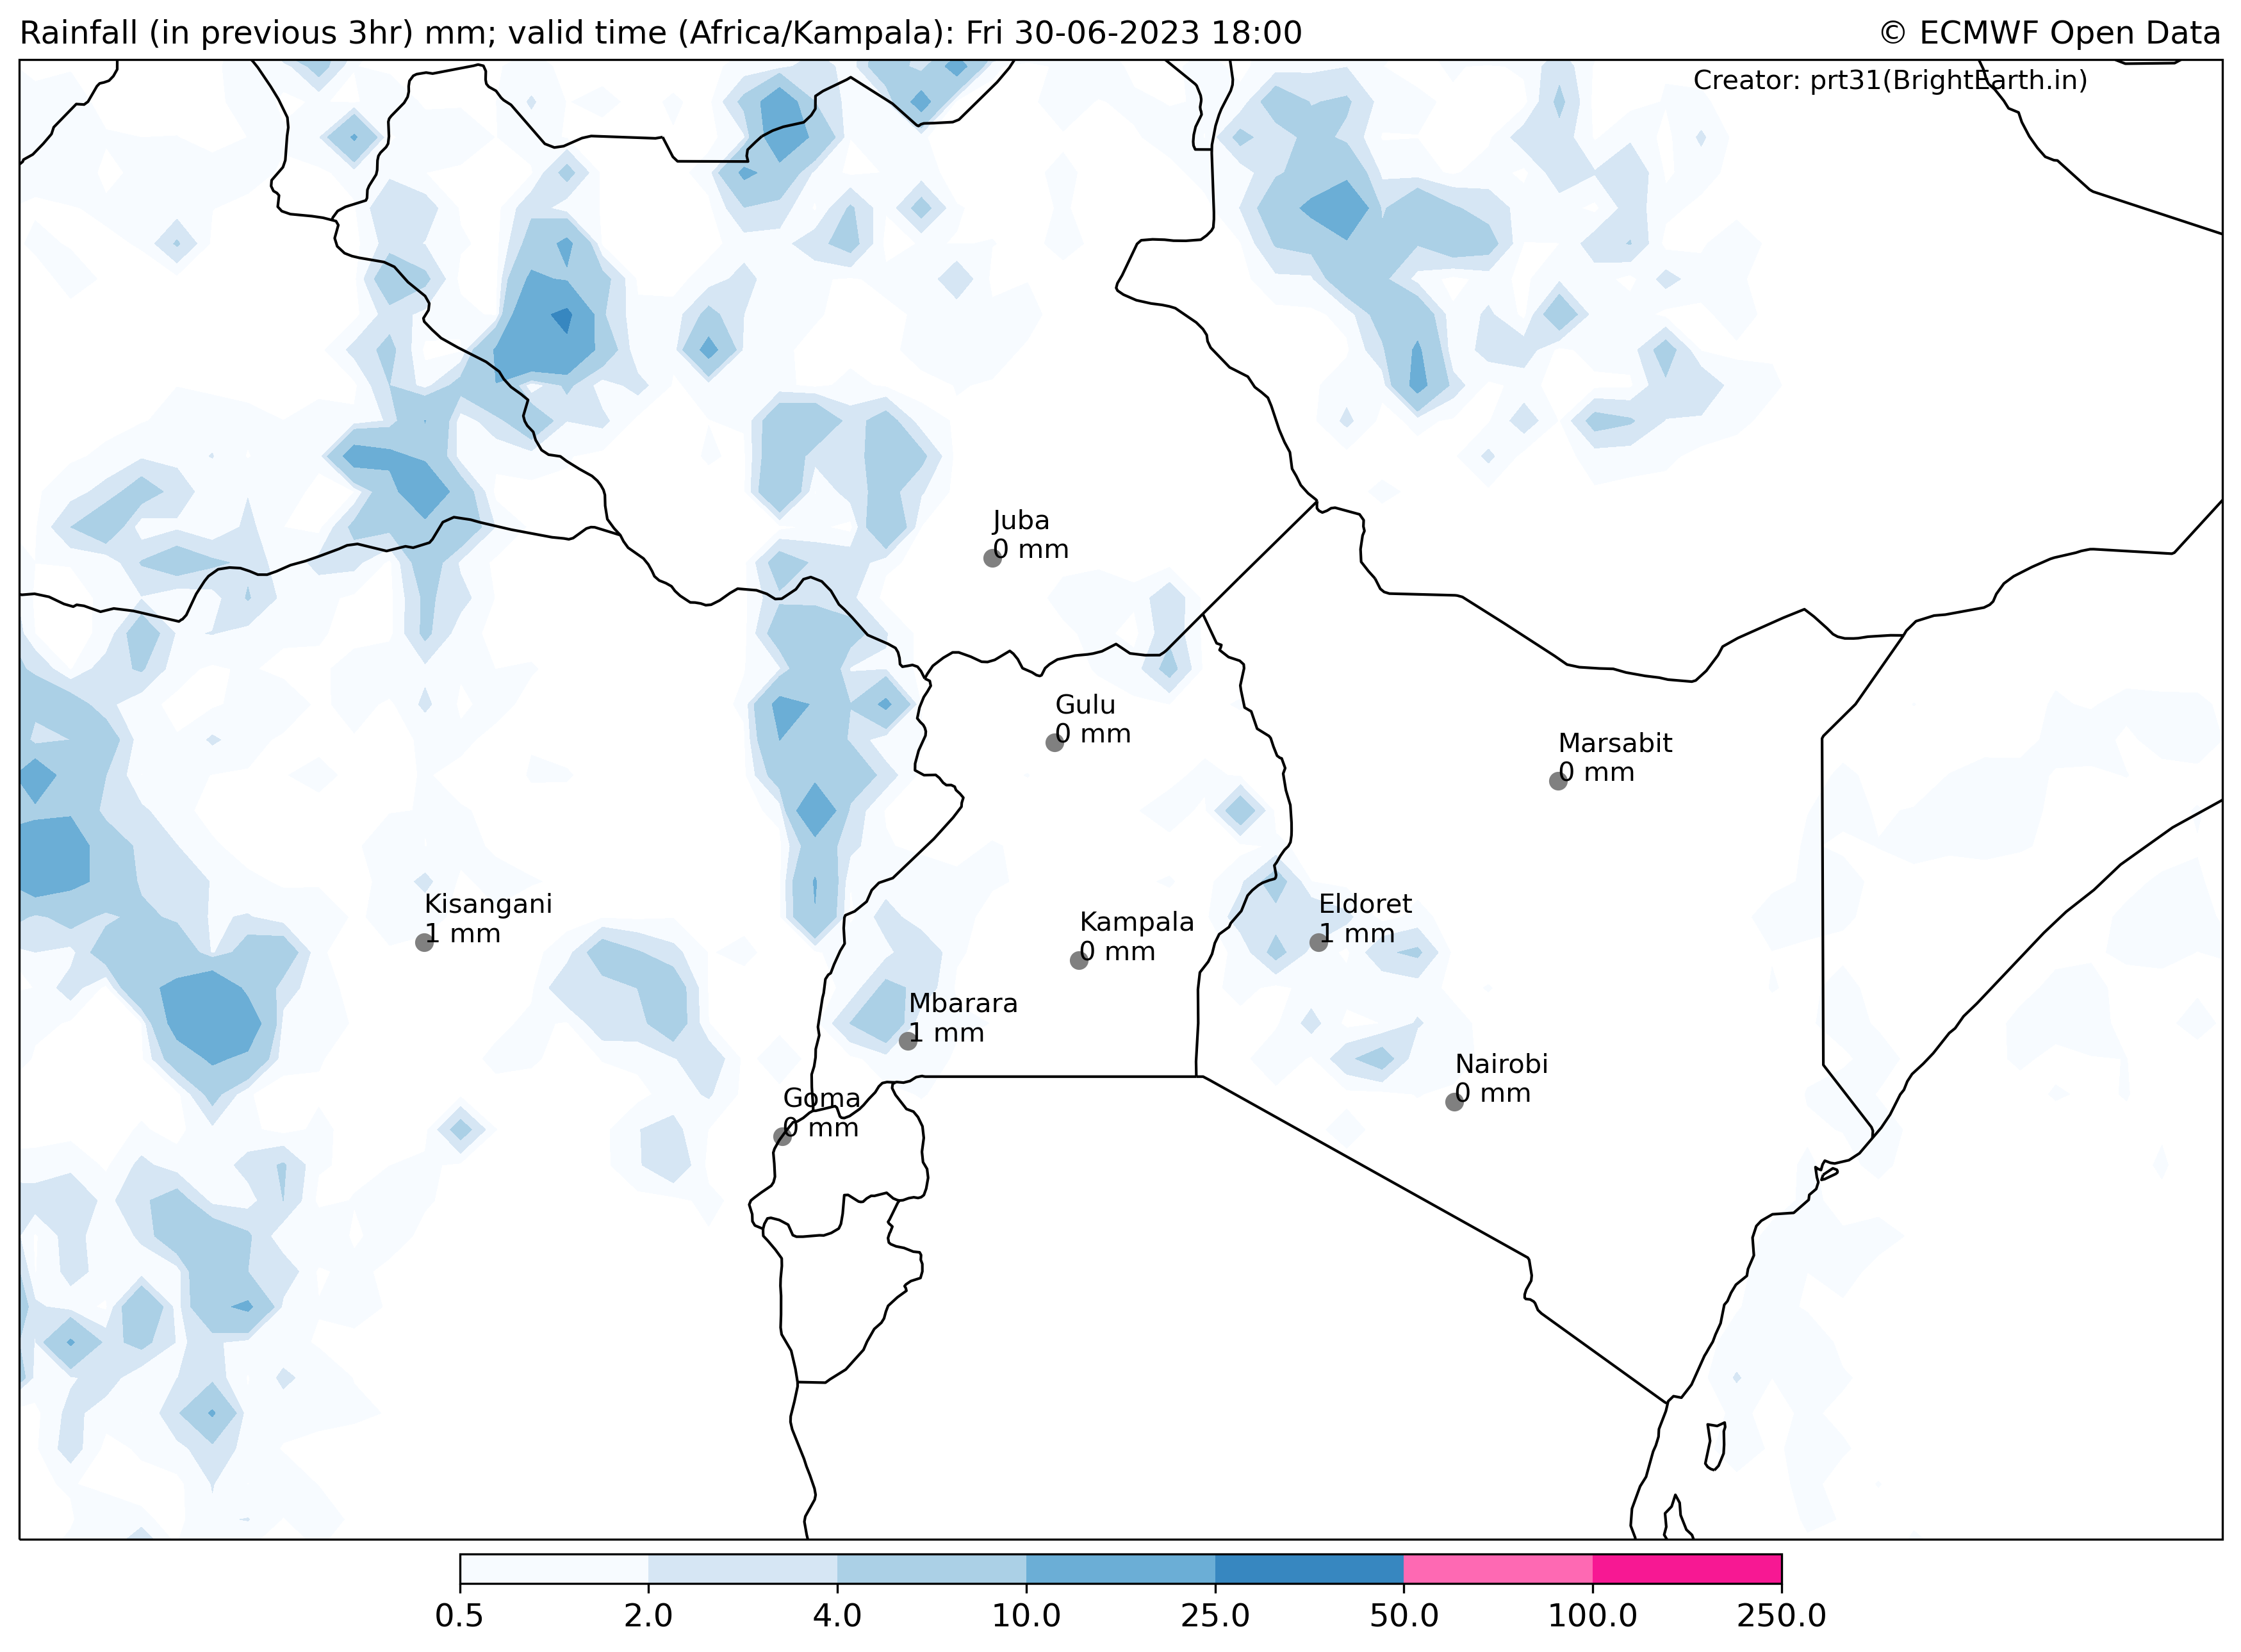 Rainfall (in previous 3hr) mm; valid time (Africa/Kampala): Fri 30-06-2023 18:00
© ECMWF Open Data
Creator: prt31(BrightEarth.in)
Juba
0 mm
Gulu
0 mm
Marsabit
0 mm
Kisangani
1 mm
Kampala
0 mm
Eldoret
1 mm
Mbarara
1 mm
Nairobi
0 mm
Goma
0 mm
0.5 2.0 4.0 10.0 25.0 50.0 100.0 250.0